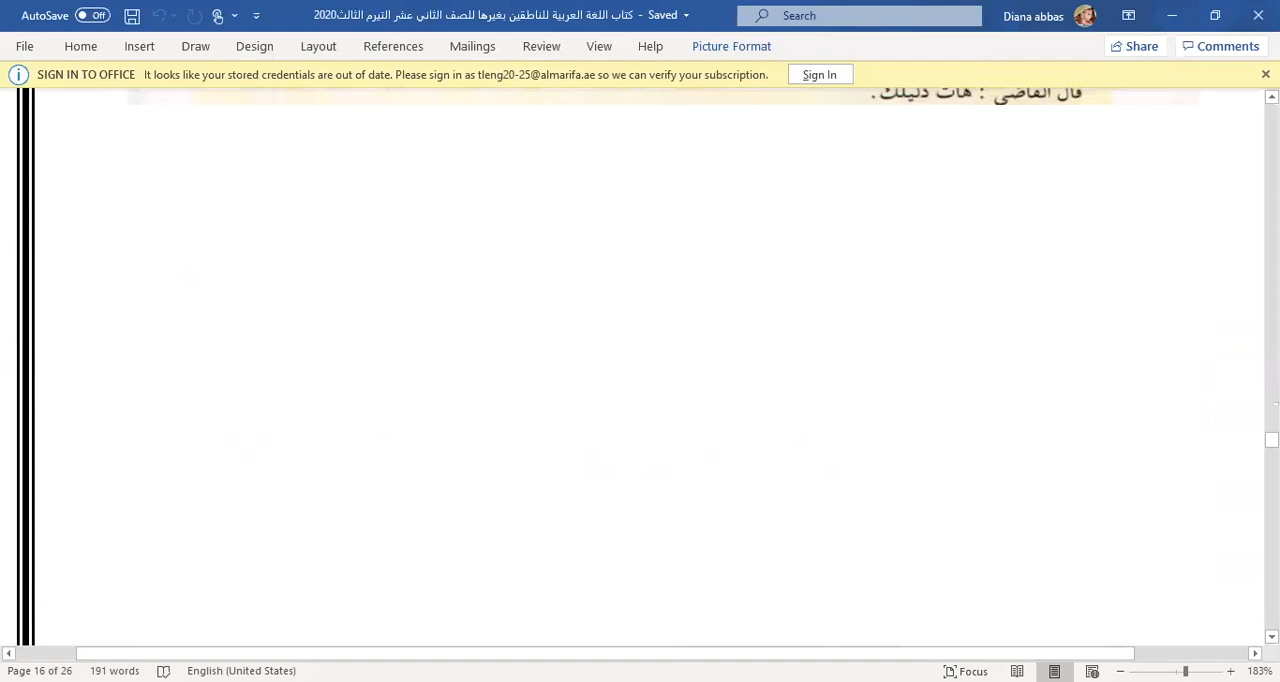 AutoSave Off كتاب اللغة العربية للناطقين بغيرها للصف الثاني عشر التيرم الثالث2020 - Saved Search Diana abbas
File Home Insert Draw Design Layout References Mailings Review View Help Picture Format Share Comments
SIGN IN TO OFFICE It looks like your stored credentials are out of date. Please sign in as tleng20-25@almarifa.ae so we can verify your subscription. Sign In
قال القاضي : هات دليلك .
Page 16 of 26 191 words English (United States) Focus 183%